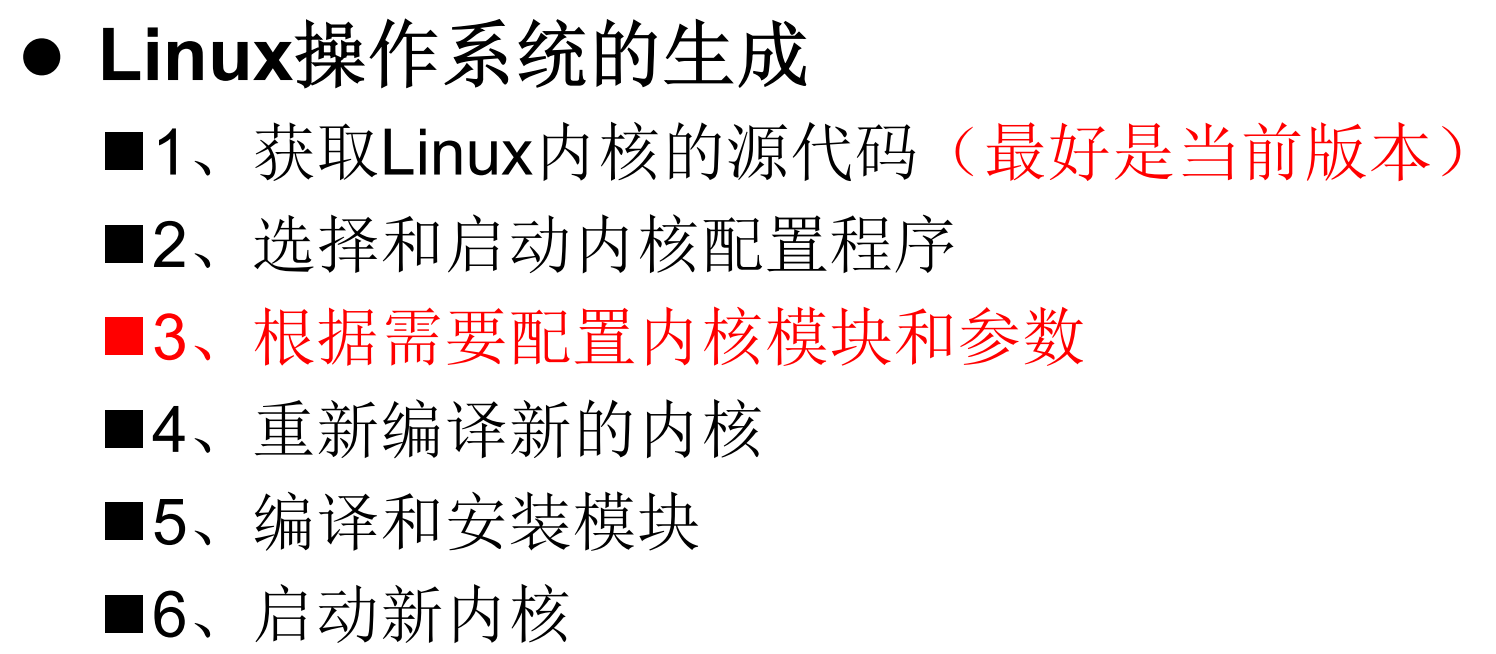 ● Linux操作系统的生成
■1、获取Linux内核的源代码（最好是当前版本）
■2、选择和启动内核配置程序
■3、根据需要配置内核模块和参数
■4、重新编译新的内核
■5、编译和安装模块
■6、启动新内核